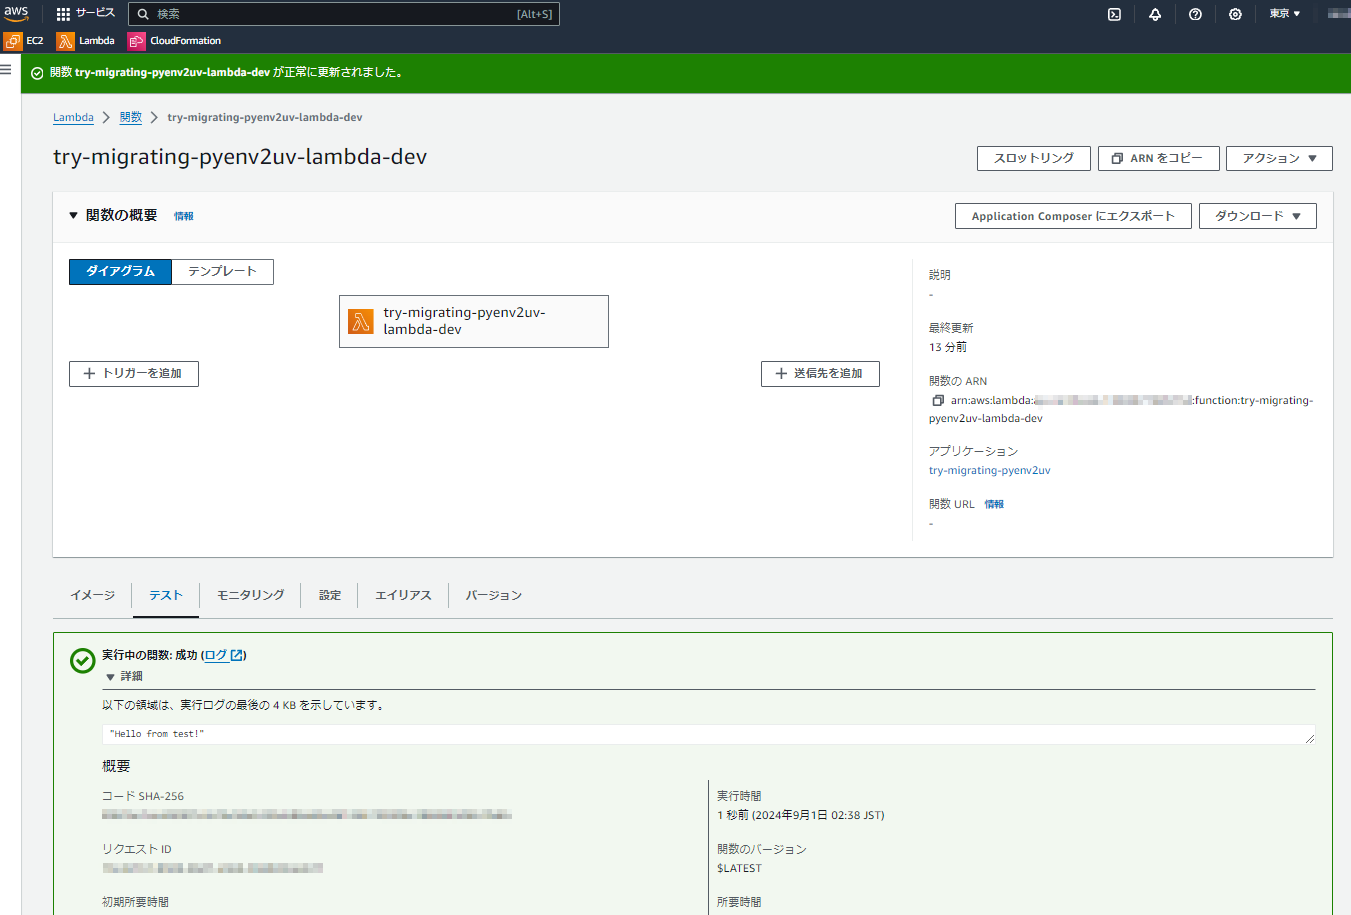 aws
サービス
検索
[Alt+S]
東京
EC2
Lambda
CloudFormation
関数 try-migrating-pyenv2uv-lambda-dev が正常に更新されました。
Lambda
関数
try-migrating-pyenv2uv-lambda-dev
try-migrating-pyenv2uv-lambda-dev
スロットリング
ARN をコピー
アクション
関数の概要
情報
Application Composer にエクスポート
ダウンロード
ダイアグラム
テンプレート
try-migrating-pyenv2uv-
lambda-dev
トリガーを追加
送信先を追加
説明
-
最終更新
13 分前
関数の ARN
arn:aws:lambda: :function:try-migrating-
pyenv2uv-lambda-dev
アプリケーション
try-migrating-pyenv2uv
関数 URL 情報
-
イメージ
テスト
モニタリング
設定
エイリアス
バージョン
実行中の関数: 成功 (ログ)
詳細
以下の領域は、実行ログの最後の 4 KB を示しています。
"Hello from test!"
概要
コード SHA-256
実行時間
1 秒前 (2024年9月1日 02:38 JST)
リクエスト ID
関数のバージョン
$LATEST
初期所要時間
所要時間